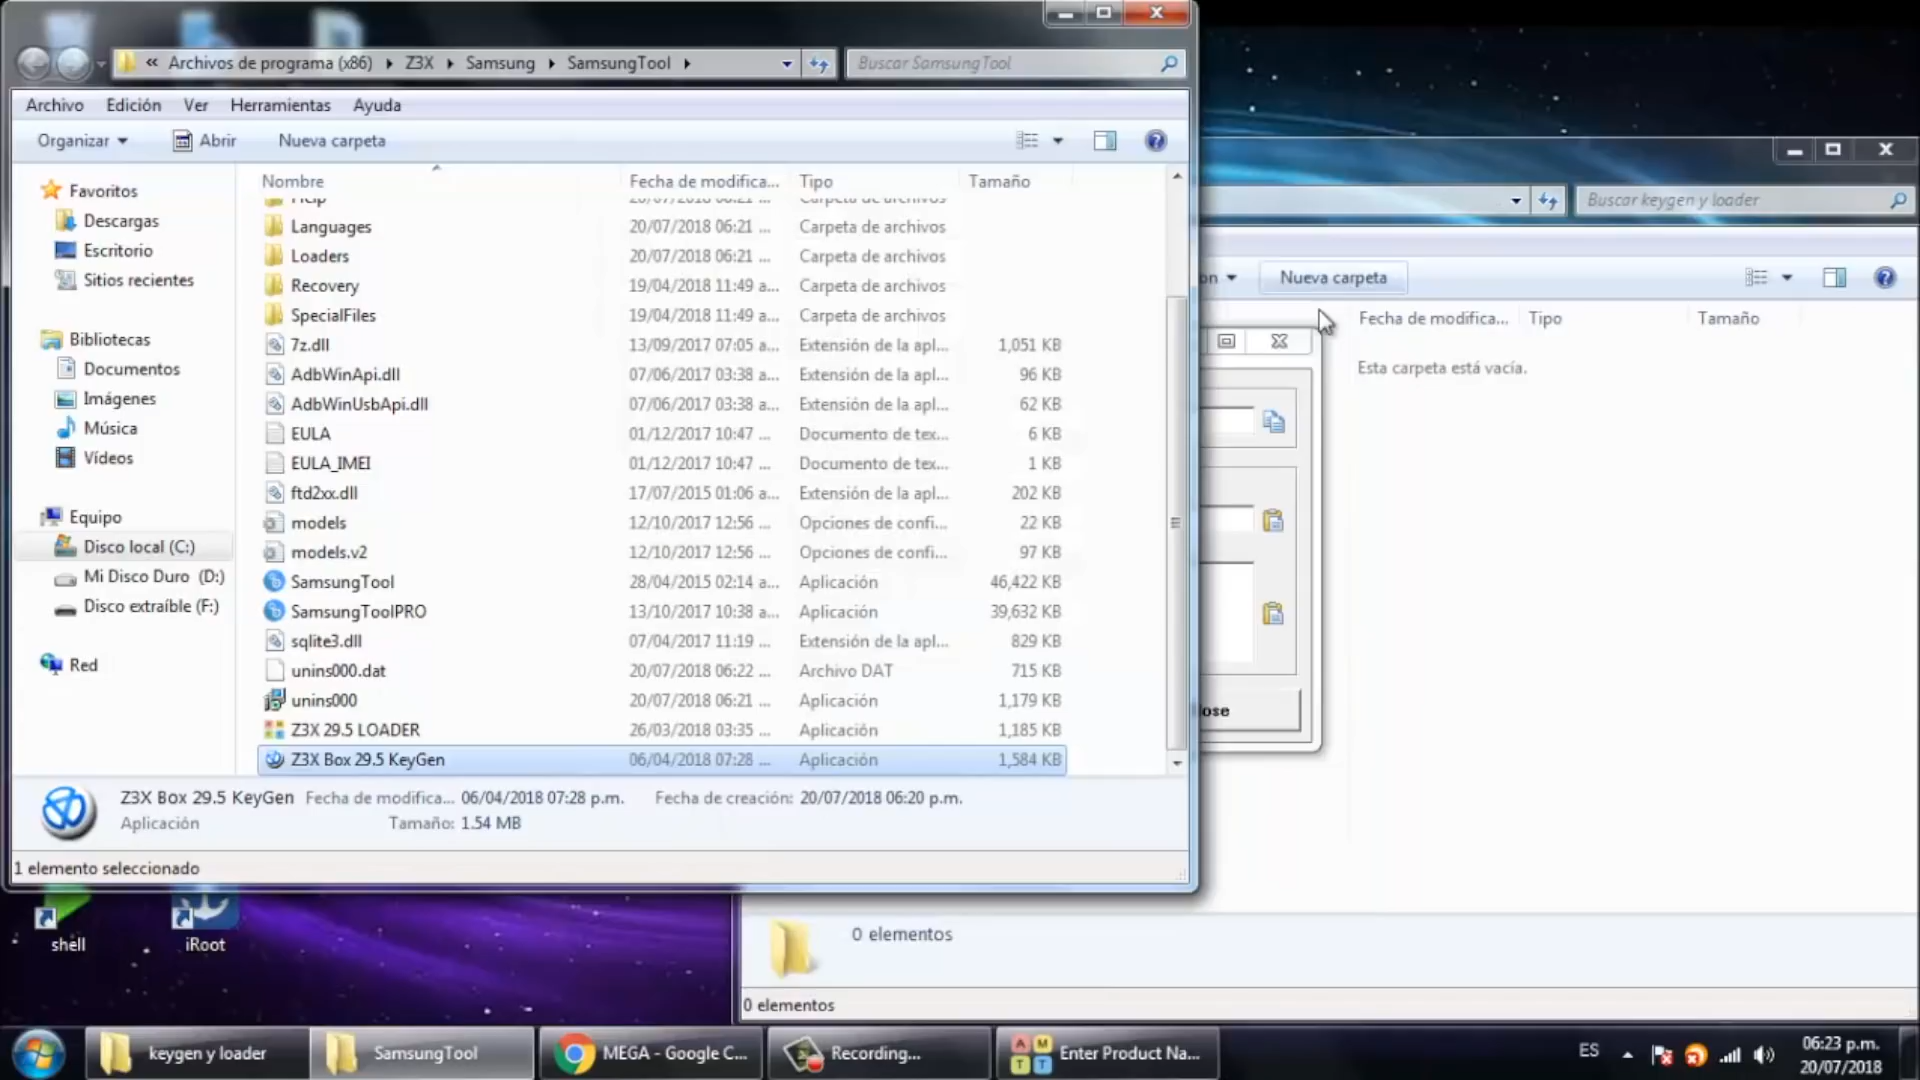 « Archivos de programa (x86) Z3X Samsung SamsungTool
Buscar SamsungTool
Archivo Edición Ver Herramientas Ayuda
Organizar Abrir Nueva carpeta
Favoritos
Descargas
Escritorio
Sitios recientes
Bibliotecas
Documentos
Imágenes
Música
Vídeos
Equipo
Disco local (C:)
Mi Disco Duro (D:)
Disco extraíble (F:)
Red
Nombre Fecha de modifica... Tipo Tamaño
Languages 20/07/2018 06:21 Carpeta de archivos
Loaders 20/07/2018 06:21 Carpeta de archivos
Recovery 19/04/2018 11:49 a... Carpeta de archivos
SpecialFiles 19/04/2018 11:49 a... Carpeta de archivos
7z.dll 13/09/2017 07:05 a... Extensión de la apl... 1,051 KB
AdbWinApi.dll 07/06/2017 03:38 a... Extensión de la apl... 96 KB
AdbWinUsbApi.dll 07/06/2017 03:38 a... Extensión de la apl... 62 KB
EULA 01/12/2017 10:47 ... Documento de tex... 6 KB
EULA_IMEI 01/12/2017 10:47 ... Documento de tex... 1 KB
ftd2xx.dll 17/07/2015 01:06 a... Extensión de la apl... 202 KB
models 12/10/2017 12:56 ... Opciones de confi... 22 KB
models.v2 12/10/2017 12:56 ... Opciones de confi... 97 KB
SamsungTool 28/04/2015 02:14 a... Aplicación 46,422 KB
SamsungToolPRO 13/10/2017 10:38 a... Aplicación 39,632 KB
sqlite3.dll 07/04/2017 11:19 ... Extensión de la apl... 829 KB
unins000.dat 20/07/2018 06:22 ... Archivo DAT 715 KB
unins000 20/07/2018 06:21 ... Aplicación 1,179 KB
Z3X 29.5 LOADER 26/03/2018 03:35 ... Aplicación 1,185 KB
Z3X Box 29.5 KeyGen 06/04/2018 07:28 ... Aplicación 1,584 KB
Z3X Box 29.5 KeyGen Fecha de modifica... 06/04/2018 07:28 p.m. Fecha de creación: 20/07/2018 06:20 p.m.
Aplicación Tamaño: 1.54 MB
1 elemento seleccionado
Buscar keygen y loader
on Nueva carpeta
Fecha de modifica... Tipo Tamaño
Esta carpeta está vacía.
lose
0 elementos
0 elementos
shell
iRoot
keygen y loader
SamsungTool
MEGA - Google C...
Recording...
A M T T
Enter Product Na...
ES
06:23 p.m.
20/07/2018